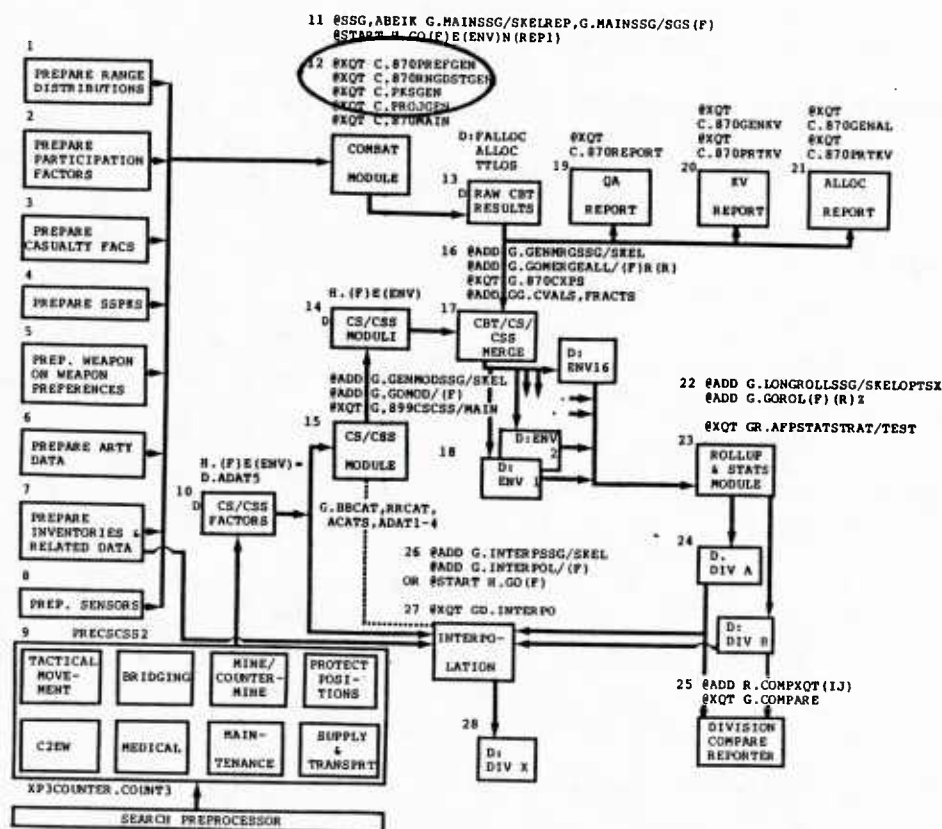 11 @SSG,ABEIK G.MAINSSG/SKELREP,G.MAINSSG/SGS(F)
@START H.GO(F)E(ENV)N(REP1)
12 @XQT C.870PREFGEN
@XQT C.870RNGDSTGEN
@XQT C.PKSGEN
@XQT C.PROJGEN
@XQT C.870MAIN
1
PREPARE RANGE
DISTRIBUTIONS
2
PREPARE
PARTICIPATION
FACTORS
3
PREPARE
CASUALTY FACS
4
PREPARE SSPKS
5
PREP. WEAPON
ON WEAPON
PREFERENCES
6
PREPARE ARTY
DATA
7
PREPARE
INVENTORIES &
RELATED DATA
8
PREP. SENSORS
COMBAT
MODULE
D:FALLOC
ALLOC
TTLOS
13
D
RAW CBT
RESULTS
@XQT
C.870REPORT
19
QA
REPORT
@XQT
C.870GENKV
@XQT
C.870PRTKV
20
KV
REPORT
@XQT
C.870GENAL
@XQT
C.870PRTKV
21
ALLOC
REPORT
16 @ADD G.GENMRGSSG/SKEL
@ADD G.GOMERGEALL/(F)R(R)
@XQT G.870CXPS
@ADD GG.CVALS,FRACTS
H.(F)E(ENV)
14
D
CS/CSS
MODULI
17
CBT/CS/
CSS
MERGE
D:
ENV16
@ADD G.GENMODSSG/SKEL
@ADD G.GOMOD/(F)
@XQT G.899CSCSS/MAIN
15
CS/CSS
MODULE
18
D:ENV
2
D:
ENV 1
22 @ADD G.LONGROLLSSG/SKELOPTSX
@ADD G.GOROL(F)(R)Z
@XQT GR.AFPSTATSTRAT/TEST
23
ROLLUP
& STATS
MODULE
H.(F)E(ENV)=
D.ADAT5
10
D
CS/CSS
FACTORS
G.BBCAT,RRCAT,
ACATS,ADAT1-4
24
D.
DIV A
26 @ADD G.INTERPSSG/SKEL
@ADD G.INTERPOL/(F)
OR @START H.GO(F)
27 @XQT GD.INTERPO
INTERPO-
LATION
D:
DIV B
25 @ADD R.COMPXQT(IJ)
@XQT G.COMPARE
DIVISION
COMPARE
REPORTER
28
D:
DIV X
9
PRECSCSS2
TACTICAL
MOVE-
MENT
BRIDGING
MINE/
COUNTER-
MINE
PROTECT
POSI-
TIONS
C2EW
MEDICAL
MAIN-
TENANCE
SUPPLY
&
TRANSPRT
XP3COUNTER.COUNT3
SEARCH PREPROCESSOR